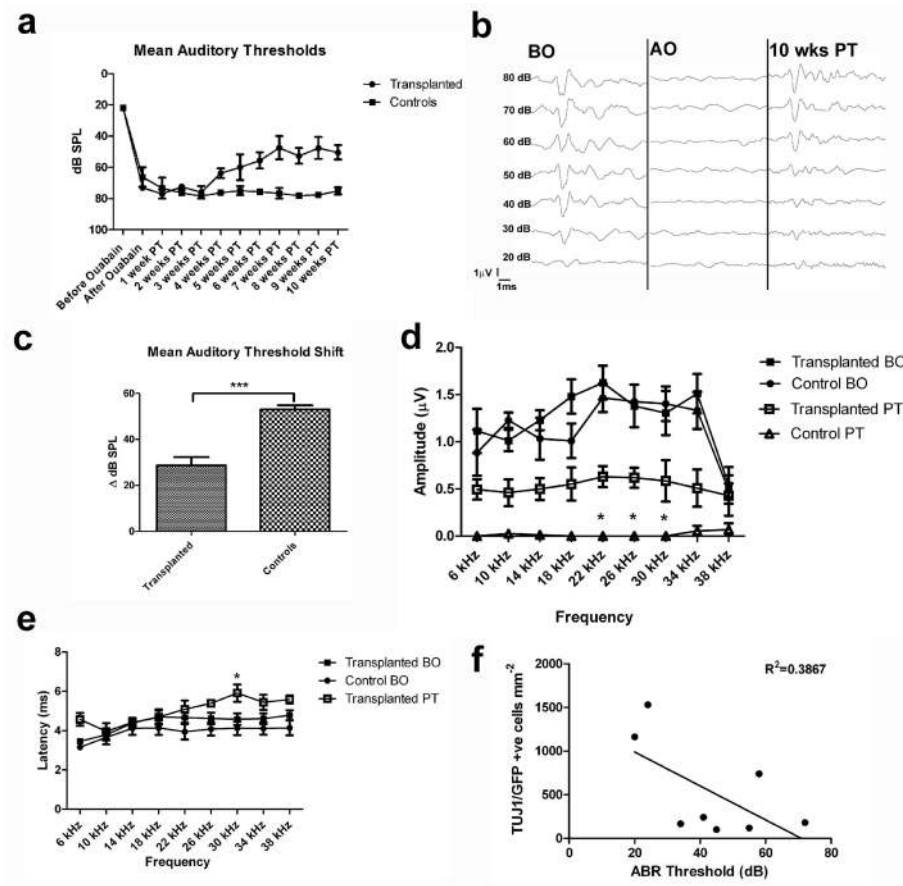 a
Mean Auditory Thresholds
0
20
40
60
80
100
dB SPL
Transplanted
Controls
Before Ouabain
After Ouabain
1 week PT
2 weeks PT
3 weeks PT
4 weeks PT
5 weeks PT
6 weeks PT
7 weeks PT
8 weeks PT
9 weeks PT
10 weeks PT
b
BO
AO
10 wks PT
80 dB
70 dB
60 dB
50 dB
40 dB
30 dB
20 dB
1μV
1ms
c
Mean Auditory Threshold Shift
***
60
40
20
0
Δ dB SPL
Transplanted
Controls
d
2.0
1.5
1.0
0.5
0.0
Amplitude (μV)
Transplanted BO
Control BO
Transplanted PT
Control PT
* * *
6 kHz
10 kHz
14 kHz
18 kHz
22 kHz
26 kHz
30 kHz
34 kHz
38 kHz
Frequency
e
8
6
4
2
0
Latency (ms)
*
Transplanted BO
Control BO
Transplanted PT
6 kHz
10 kHz
14 kHz
18 kHz
22 kHz
26 kHz
30 kHz
34 kHz
38 kHz
Frequency
f
R²=0.3867
2000
1500
1000
500
0
TUJ1/GFP +ve cells mm⁻²
0
20
40
60
80
ABR Threshold (dB)